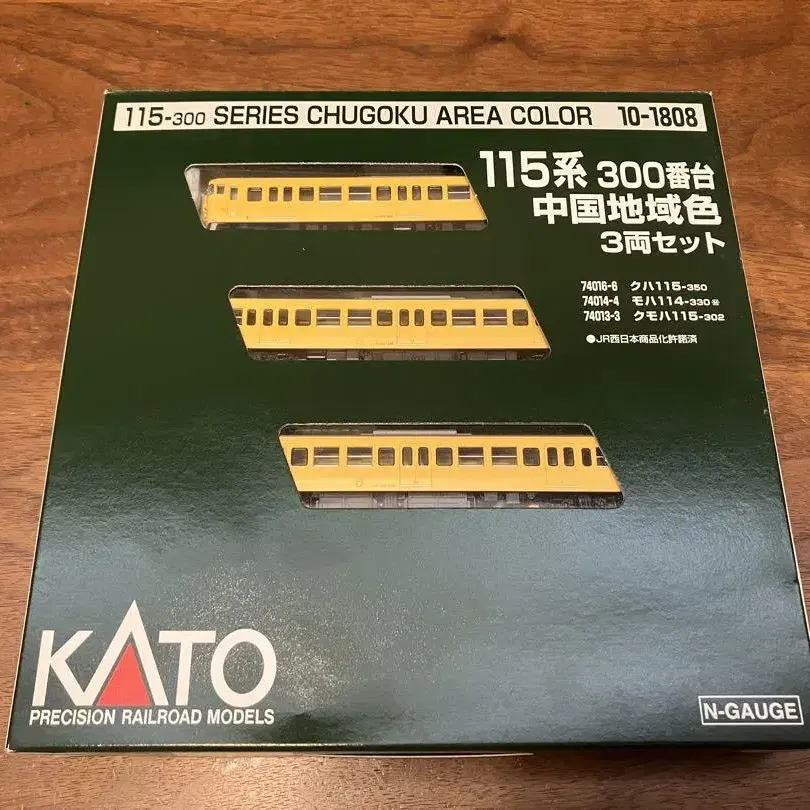 115-300 SERIES CHUGOKU AREA COLOR 10-1808
115系 300番台
中国地域色
3両セット
74016-6 クハ115-350
74014-4 モハ114-330Ⓜ
74013-3 クモハ115-302
●JR西日本商品化許諾済
KATO
PRECISION RAILROAD MODELS
N-GAUGE